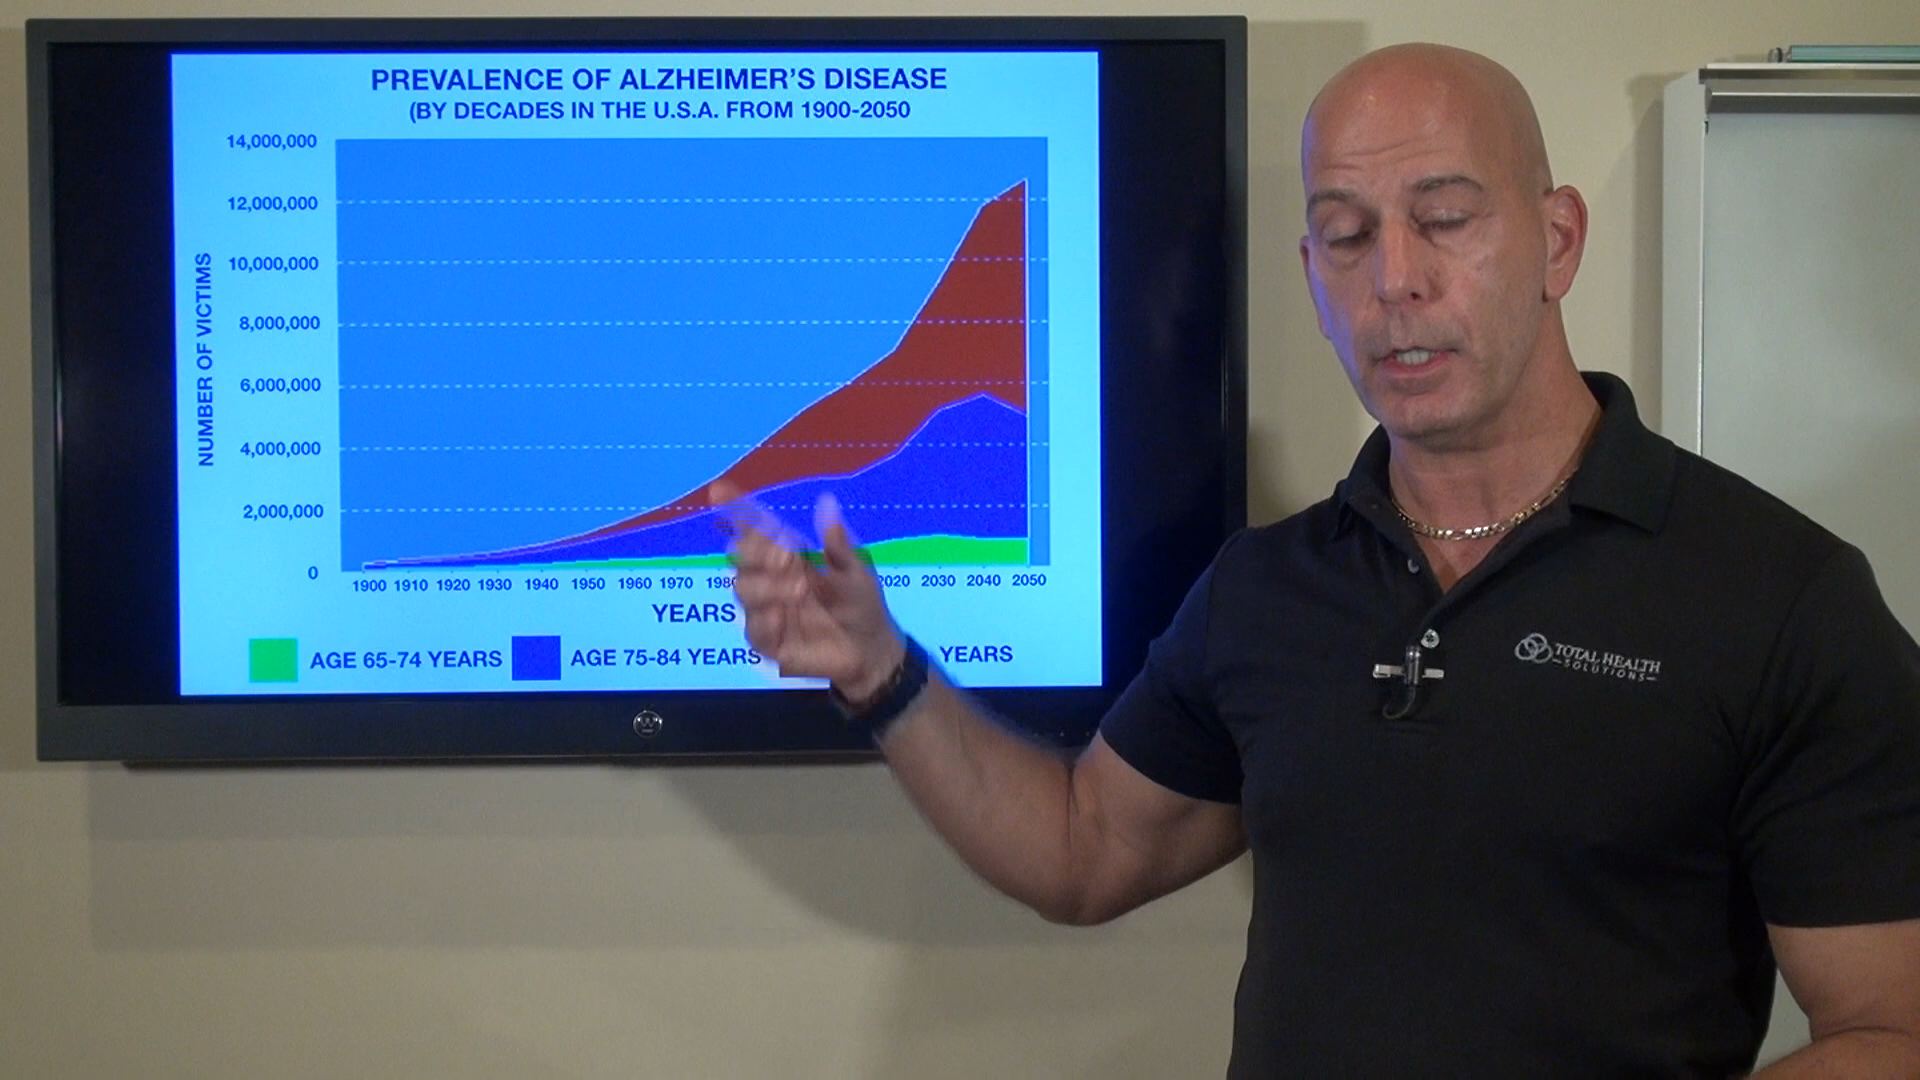 PREVALENCE OF ALZHEIMER'S DISEASE
(BY DECADES IN THE U.S.A. FROM 1900-2050
14,000,000
12,000,000
10,000,000
8,000,000
6,000,000
4,000,000
2,000,000
0
NUMBER OF VICTIMS
1900 1910 1920 1930 1940 1950 1960 1970 1980 2020 2030 2040 2050
YEARS
AGE 65-74 YEARS AGE 75-84 YEARS YEARS
TOTAL HEALTH
SOLUTIONS